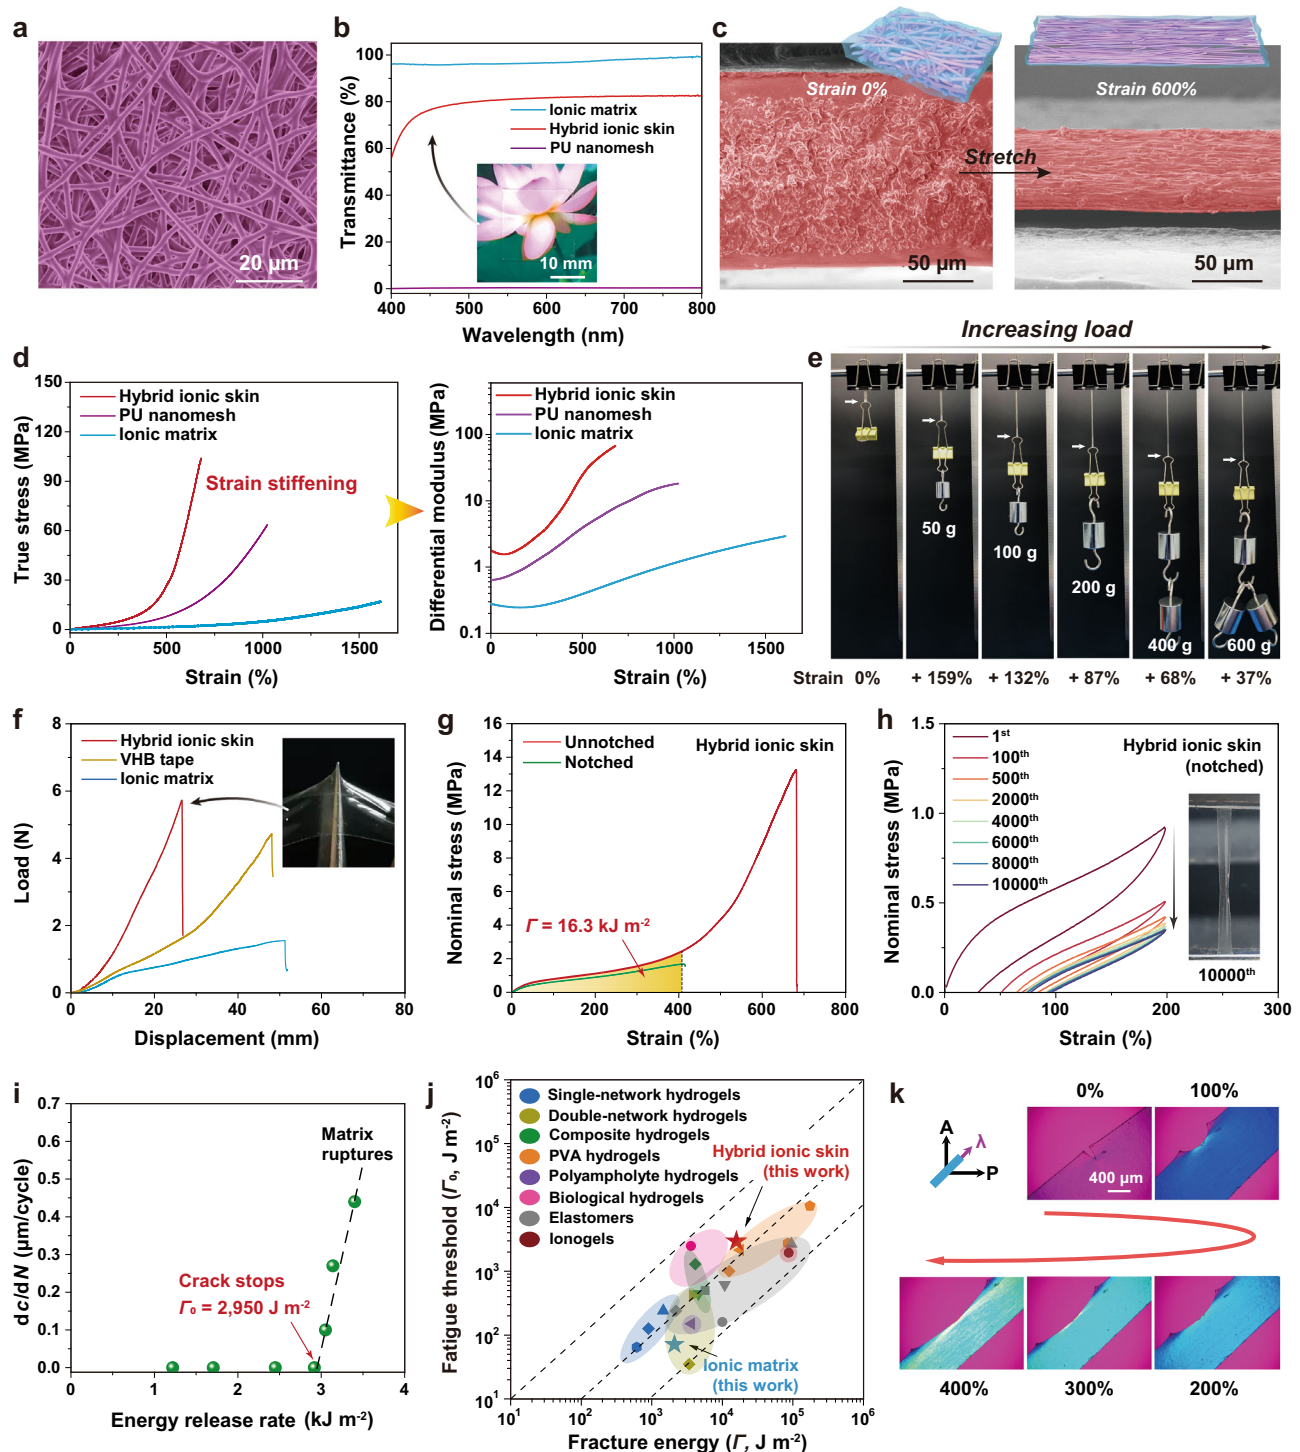 a
20 μm
b
Transmittance (%)
100
80
60
40
20
0
Ionic matrix
Hybrid ionic skin
PU nanomesh
10 mm
400
500
600
700
800
Wavelength (nm)
c
Strain 0%
Strain 600%
Stretch
50 μm
50 μm
d
True stress (MPa)
150
120
90
60
30
0
Hybrid ionic skin
PU nanomesh
Ionic matrix
Strain stiffening
0
500
1000
1500
Strain (%)
Differential modulus (MPa)
100
10
1
0.1
Hybrid ionic skin
PU nanomesh
Ionic matrix
0
500
1000
1500
Strain (%)
Increasing load
e
50 g
100 g
200 g
400 g
600 g
Strain 0% + 159% + 132% + 87% + 68% + 37%
f
Load (N)
8
6
4
2
0
Hybrid ionic skin
VHB tape
Ionic matrix
0
20
40
60
80
Displacement (mm)
g
Nominal stress (MPa)
16
14
12
10
8
6
4
2
0
Unnotched
Notched
Hybrid ionic skin
Γ = 16.3 kJ m⁻²
0
200
400
600
800
Strain (%)
h
Nominal stress (MPa)
1.5
1.0
0.5
0.0
1ˢᵗ
100ᵗʰ
500ᵗʰ
2000ᵗʰ
4000ᵗʰ
6000ᵗʰ
8000ᵗʰ
10000ᵗʰ
Hybrid ionic skin
(notched)
10000ᵗʰ
0
100
200
300
Strain (%)
i
dc/dN (μm/cycle)
0.7
0.6
0.5
0.4
0.3
0.2
0.1
0.0
Matrix
ruptures
Crack stops
Γ₀ = 2,950 J m⁻²
0
1
2
3
4
Energy release rate (kJ m⁻²)
j
Fatigue threshold (Γ₀, J m⁻²)
10⁶
10⁵
10⁴
10³
10²
10¹
Single-network hydrogels
Double-network hydrogels
Composite hydrogels
PVA hydrogels
Polyampholyte hydrogels
Biological hydrogels
Elastomers
Ionogels
Hybrid ionic skin
(this work)
Ionic matrix
(this work)
10¹
10²
10³
10⁴
10⁵
10⁶
Fracture energy (Γ, J m⁻²)
k
A
λ
P
0%
100%
400 μm
400%
300%
200%